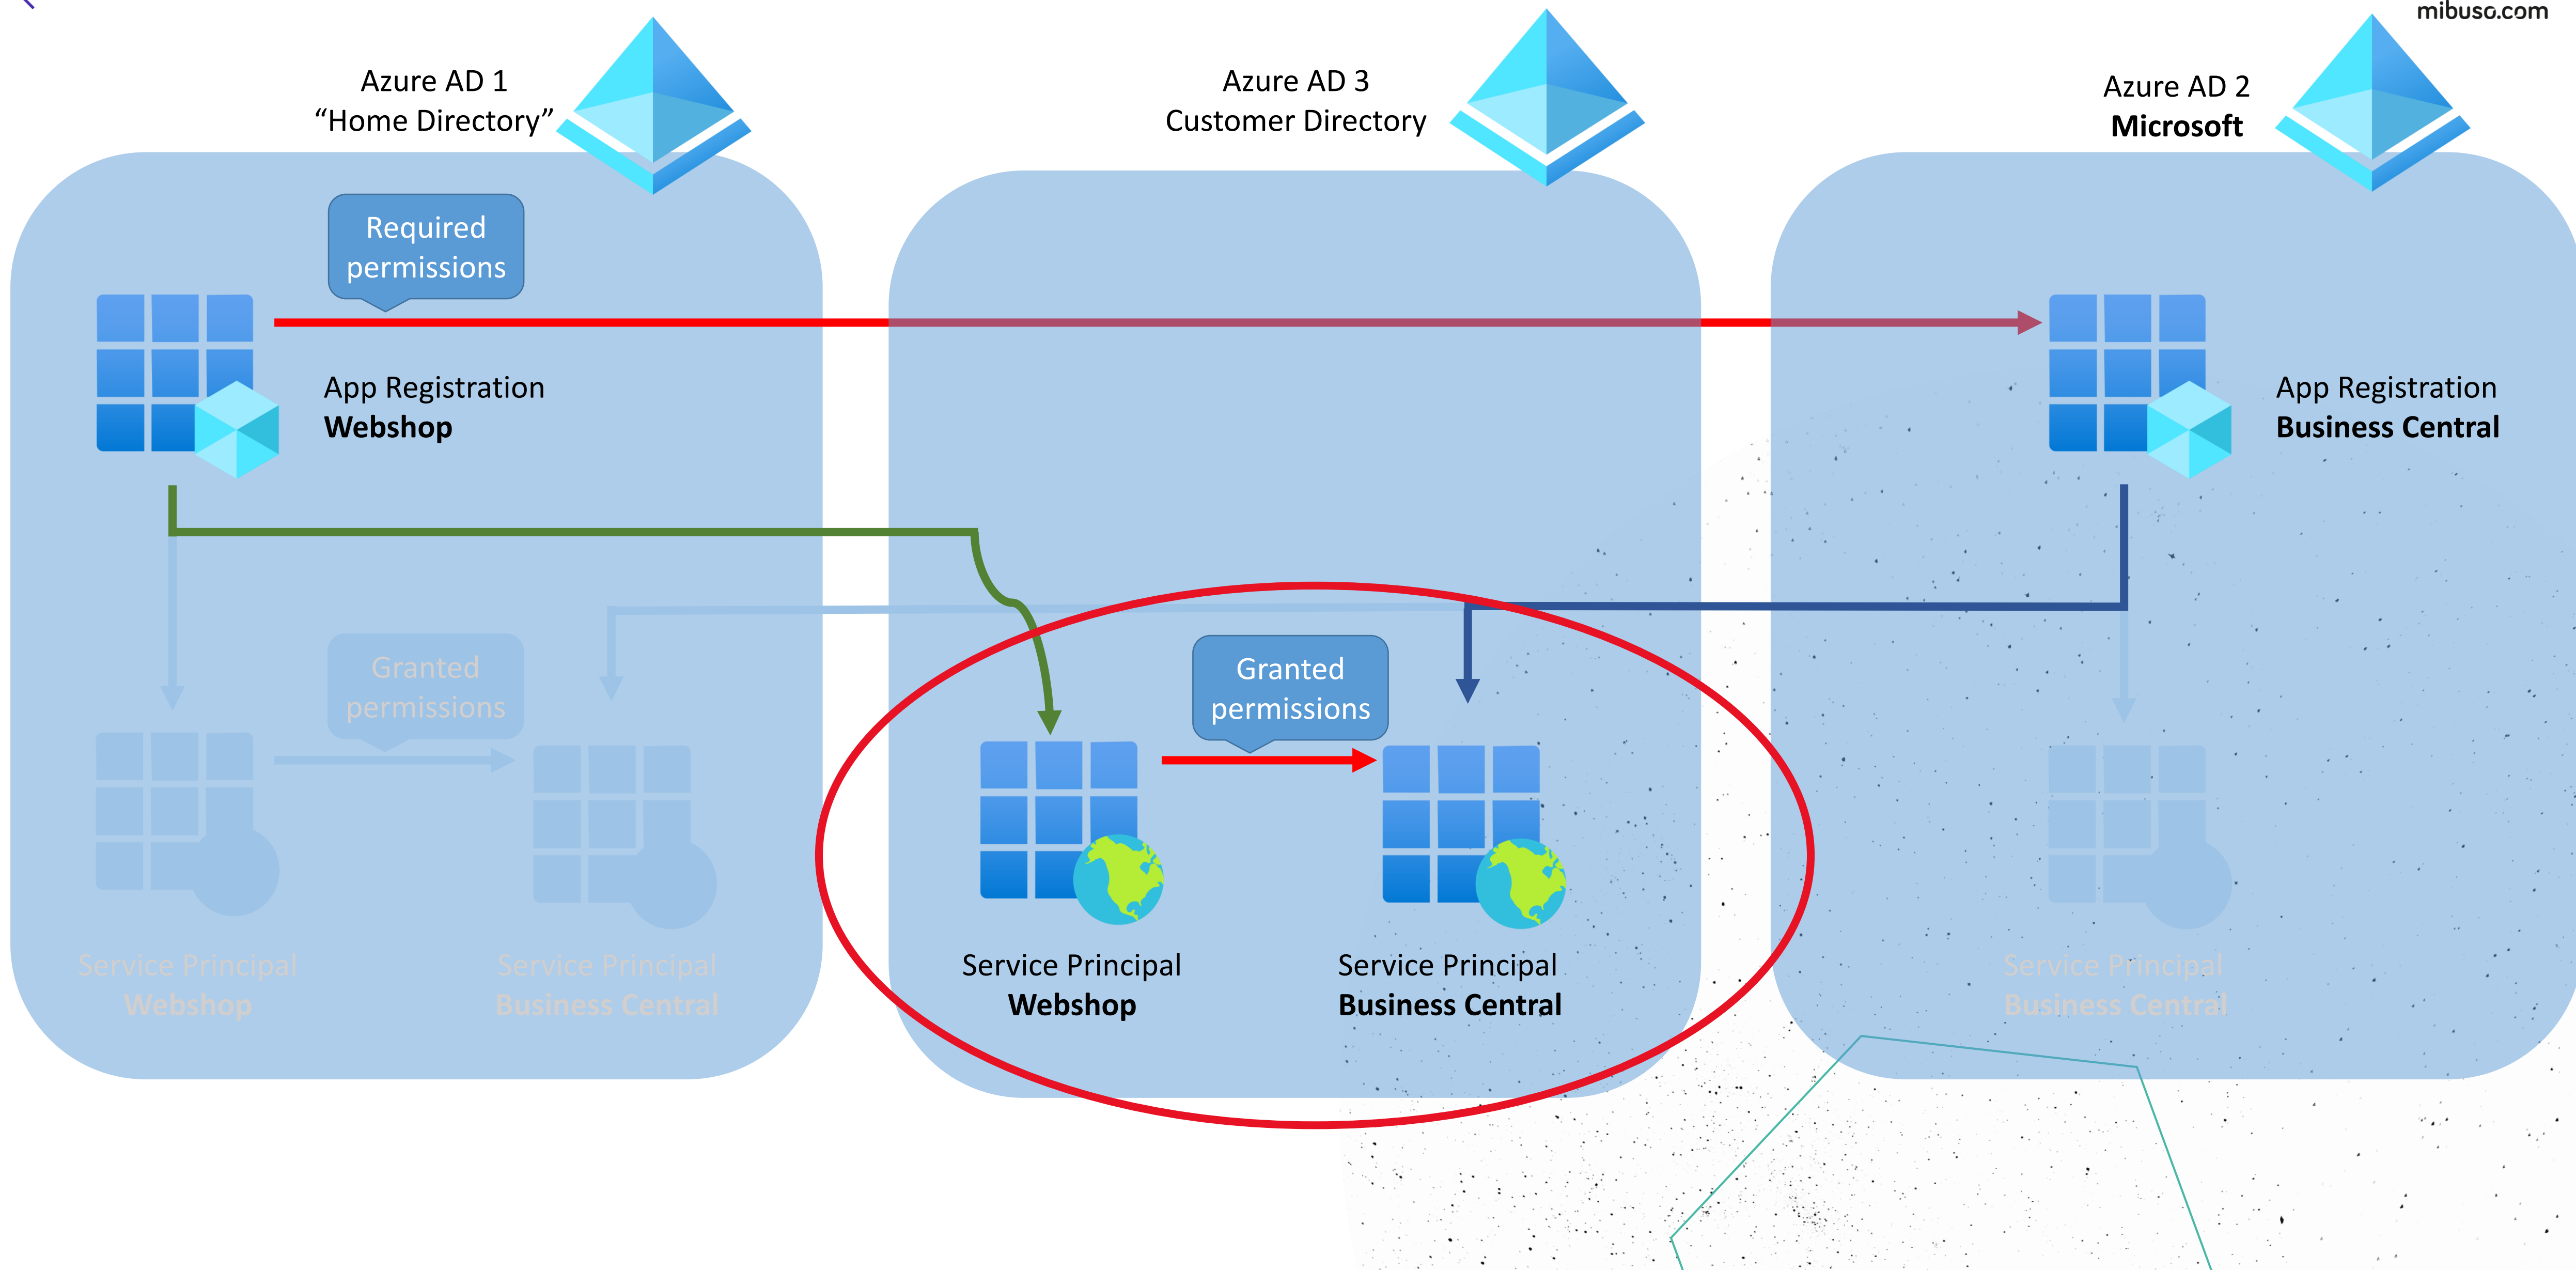 mibuso.com
Azure AD 1
“Home Directory”
Azure AD 3
Customer Directory
Azure AD 2
Microsoft
Required
permissions
App Registration
Webshop
App Registration
Business Central
Granted
permissions
Granted
permissions
Service Principal
Webshop
Service Principal
Business Central
Service Principal
Webshop
Service Principal
Business Central
Service Principal
Business Central